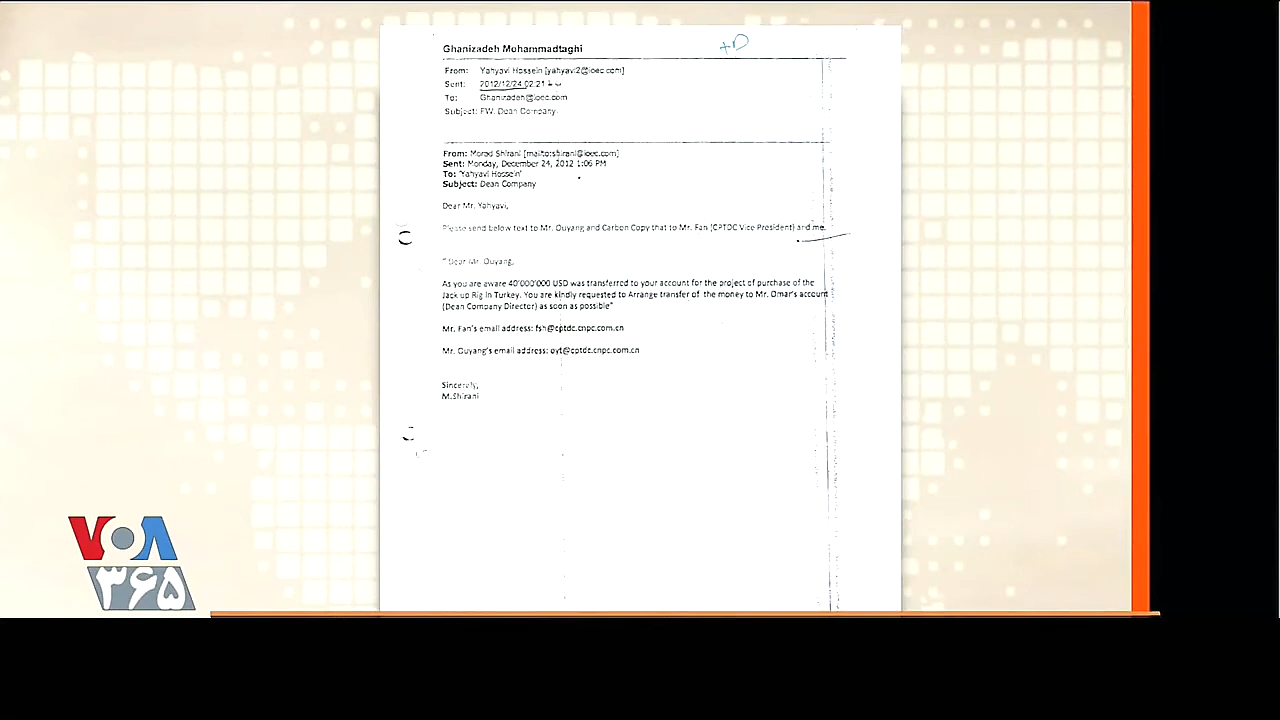 +D
Ghanizadeh Mohammadtaghi
From: Yahyavi Hossein [yahyavi2@ioec.com]
Sent: 2012/12/24 02:21
To: Ghanizadeh@ioec.com
Subject: FW: Dean Company
From: Morad Shirani [mailto:shirani@ioec.com]
Sent: Monday, December 24, 2012 1:06 PM
To: 'Yahyavi Hossein'
Subject: Dean Company
Dear Mr. Yahyavi,
Please send below text to Mr. Ouyang and Carbon Copy that to Mr. Fan (CPTDC Vice President) and me.
" Dear Mr. Ouyang,
As you are aware 40'000'000 USD was transferred to your account for the project of purchase of the
Jack up Rig in Turkey. You are kindly requested to Arrange transfer of the money to Mr. Omar's account
(Dean Company Director) as soon as possible"
Mr. Fan's email address: fsh@cptdc.cnpc.com.cn
Mr. Ouyang's email address: oyt@cptdc.cnpc.com.cn
Sincerely,
M.Shirani
VOA
۳۶۵